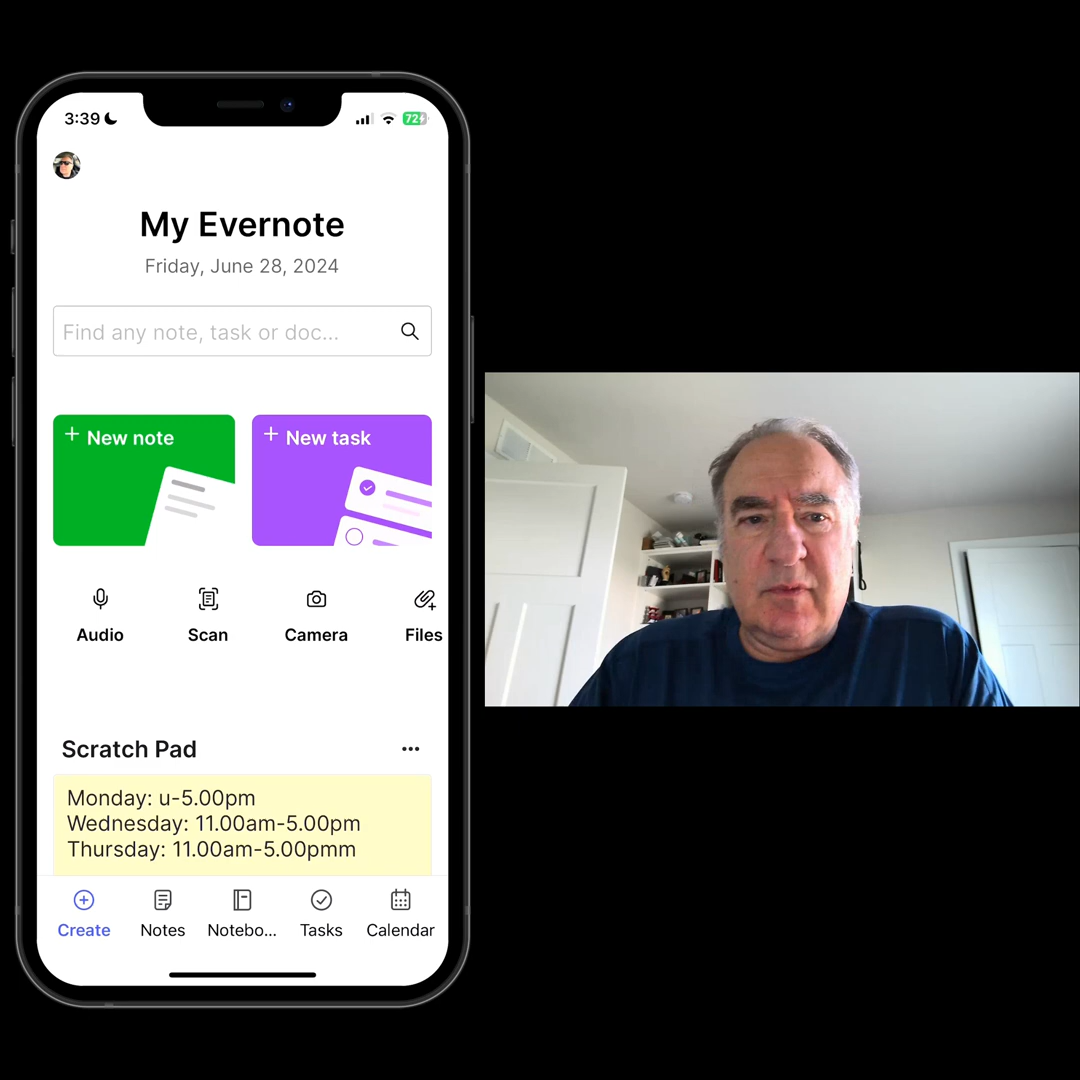 3:39
72
My Evernote
Friday, June 28, 2024
Find any note, task or doc...
+ New note
+ New task
Audio
Scan
Camera
Files
Scratch Pad
Monday: u-5.00pm
Wednesday: 11.00am-5.00pm
Thursday: 11.00am-5.00pmm
Create
Notes
Notebo...
Tasks
Calendar